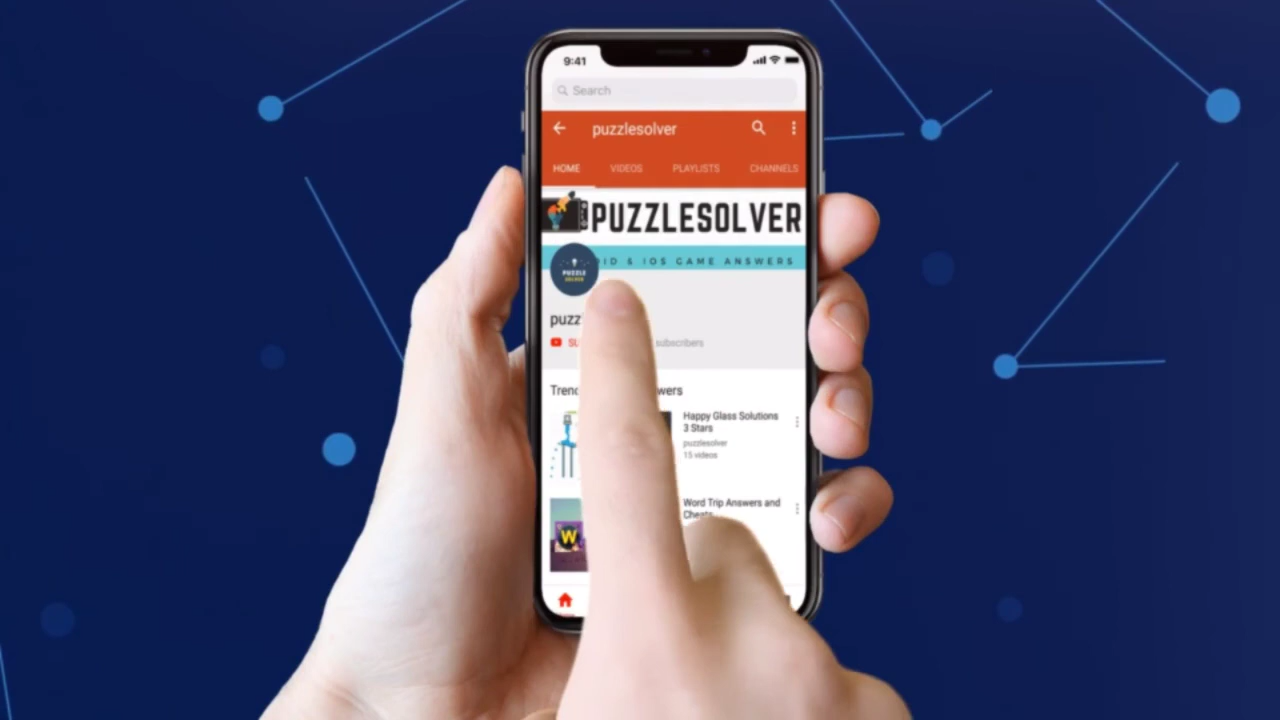 9:41
Search
puzzlesolver
HOME VIDEOS PLAYLISTS CHANNELS
PUZZLESOLVER
& IOS GAME ANSWERS
PUZZLE
subscribers
Happy Glass Solutions
3 Stars
puzzlesolver
15 videos
Word Trip Answers and
Cheats
W